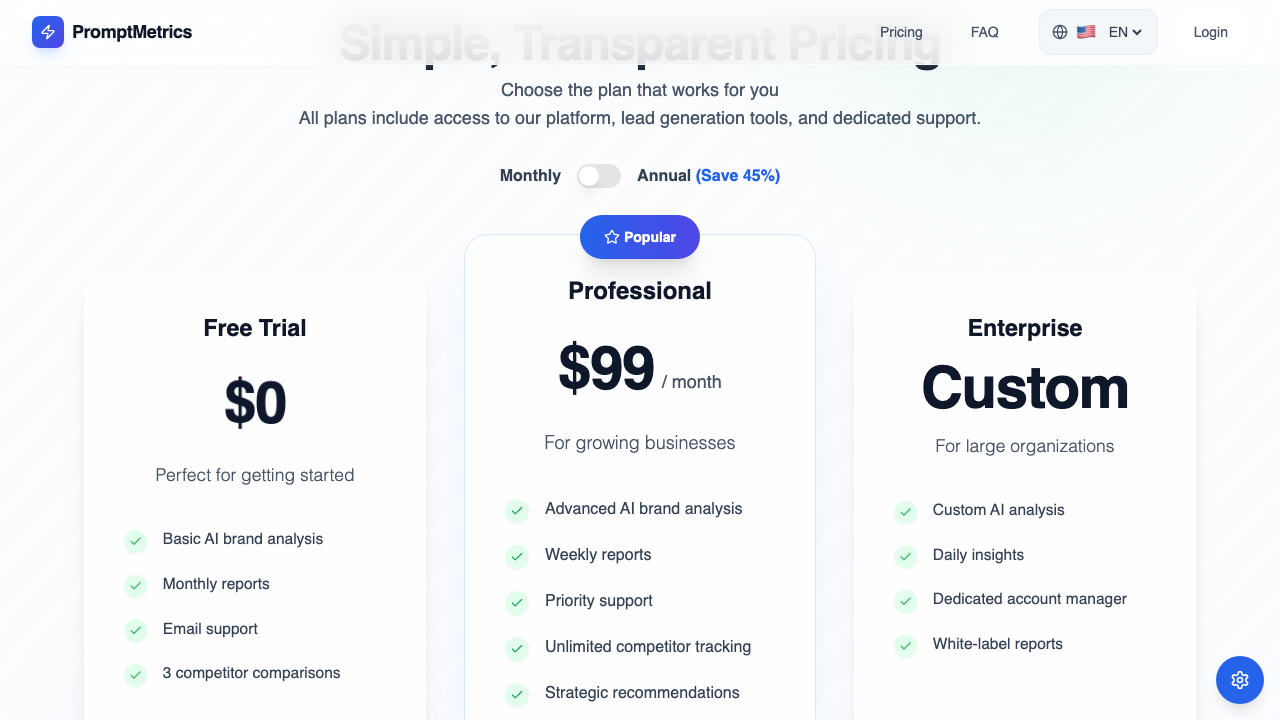 PromptMetrics
Pricing
FAQ
🇺🇸 EN
Login
Simple, Transparent Pricing
Choose the plan that works for you
All plans include access to our platform, lead generation tools, and dedicated support.
Monthly
Annual (Save 45%)
Popular
Free Trial
$0
Perfect for getting started
Basic AI brand analysis
Monthly reports
Email support
3 competitor comparisons
Professional
$99 / month
For growing businesses
Advanced AI brand analysis
Weekly reports
Priority support
Unlimited competitor tracking
Strategic recommendations
Enterprise
Custom
For large organizations
Custom AI analysis
Daily insights
Dedicated account manager
White-label reports